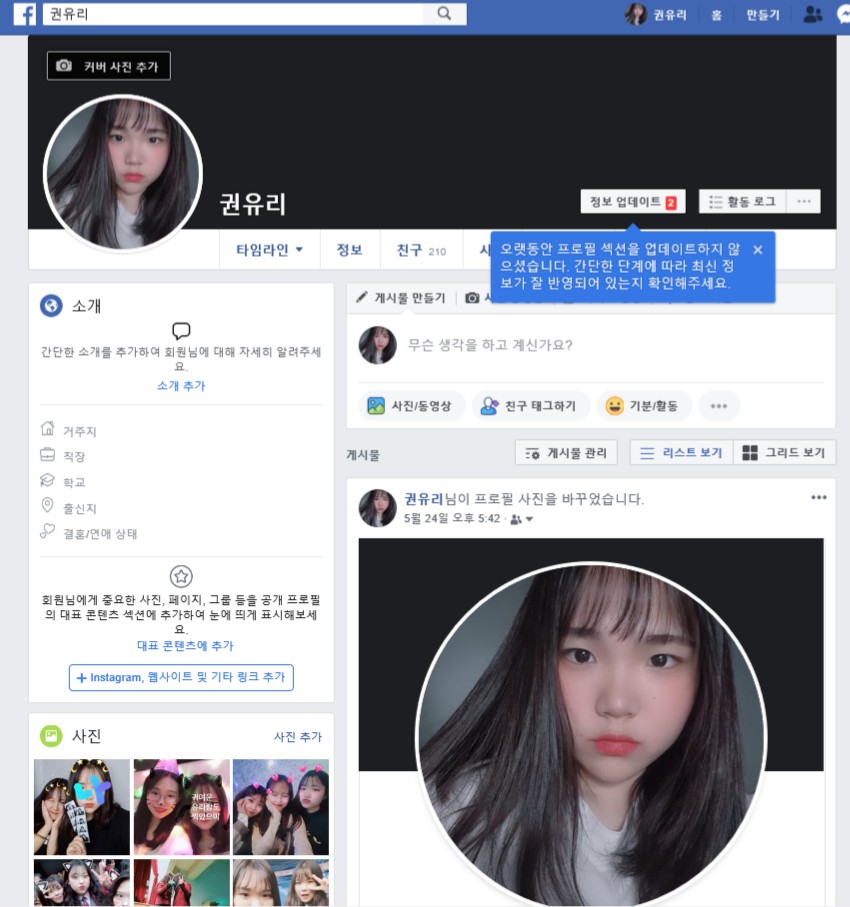 권유리
권유리
홈
만들기
커버 사진 추가
권유리
정보 업데이트 2
활동 로그
타임라인
정보
친구 210
오랫동안 프로필 섹션을 업데이트하지 않
으셨습니다. 간단한 단계에 따라 최신 정
보가 잘 반영되어 있는지 확인해주세요.
소개
간단한 소개를 추가하여 회원님에 대해 자세히 알려주세
요.
소개 추가
거주지
직장
학교
출신지
결혼/연애 상태
회원님에게 중요한 사진, 페이지, 그룹 등을 공개 프로필
의 대표 콘텐츠 섹션에 추가하여 눈에 띄게 표시해보세
요.
대표 콘텐츠에 추가
+ Instagram, 웹사이트 및 기타 링크 추가
사진
사진 추가
게시물 만들기
무슨 생각을 하고 계신가요?
사진/동영상
친구 태그하기
기분/활동
게시물
게시물 관리
리스트 보기
그리드 보기
권유리님이 프로필 사진을 바꾸었습니다.
5월 24일 오후 5:42 ·